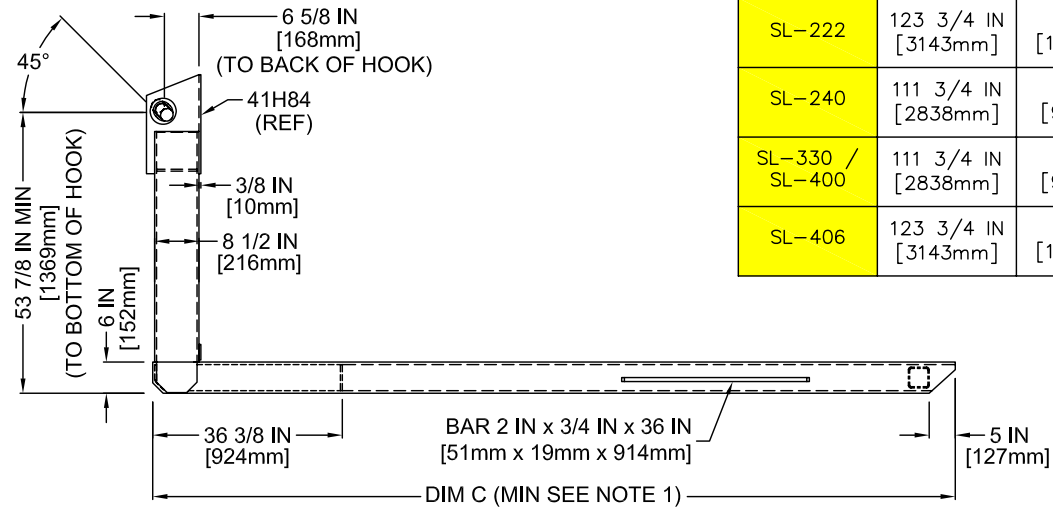 6 5/8 IN
[168mm]
(TO BACK OF HOOK)
45°
41H84
(REF)
53 7/8 IN MIN
[1369mm]
(TO BOTTOM OF HOOK)
3/8 IN
[10mm]
8 1/2 IN
[216mm]
6 IN
[152mm]
36 3/8 IN
[924mm]
BAR 2 IN x 3/4 IN x 36 IN
[51mm x 19mm x 914mm]
5 IN
[127mm]
DIM C (MIN SEE NOTE 1)
SL-222
123 3/4 IN
[3143mm]
SL-240
111 3/4 IN
[2838mm]
SL-330 /
SL-400
111 3/4 IN
[2838mm]
SL-406
123 3/4 IN
[3143mm]